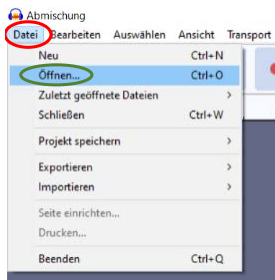 Abmischung
Datei Bearbeiten Auswählen Ansicht Transport
Neu Ctrl+N
Öffnen... Ctrl+O
Zuletzt geöffnete Dateien >
Schließen Ctrl+W
Projekt speichern >
Exportieren >
Importieren >
Seite einrichten...
Drucken...
Beenden Ctrl+Q